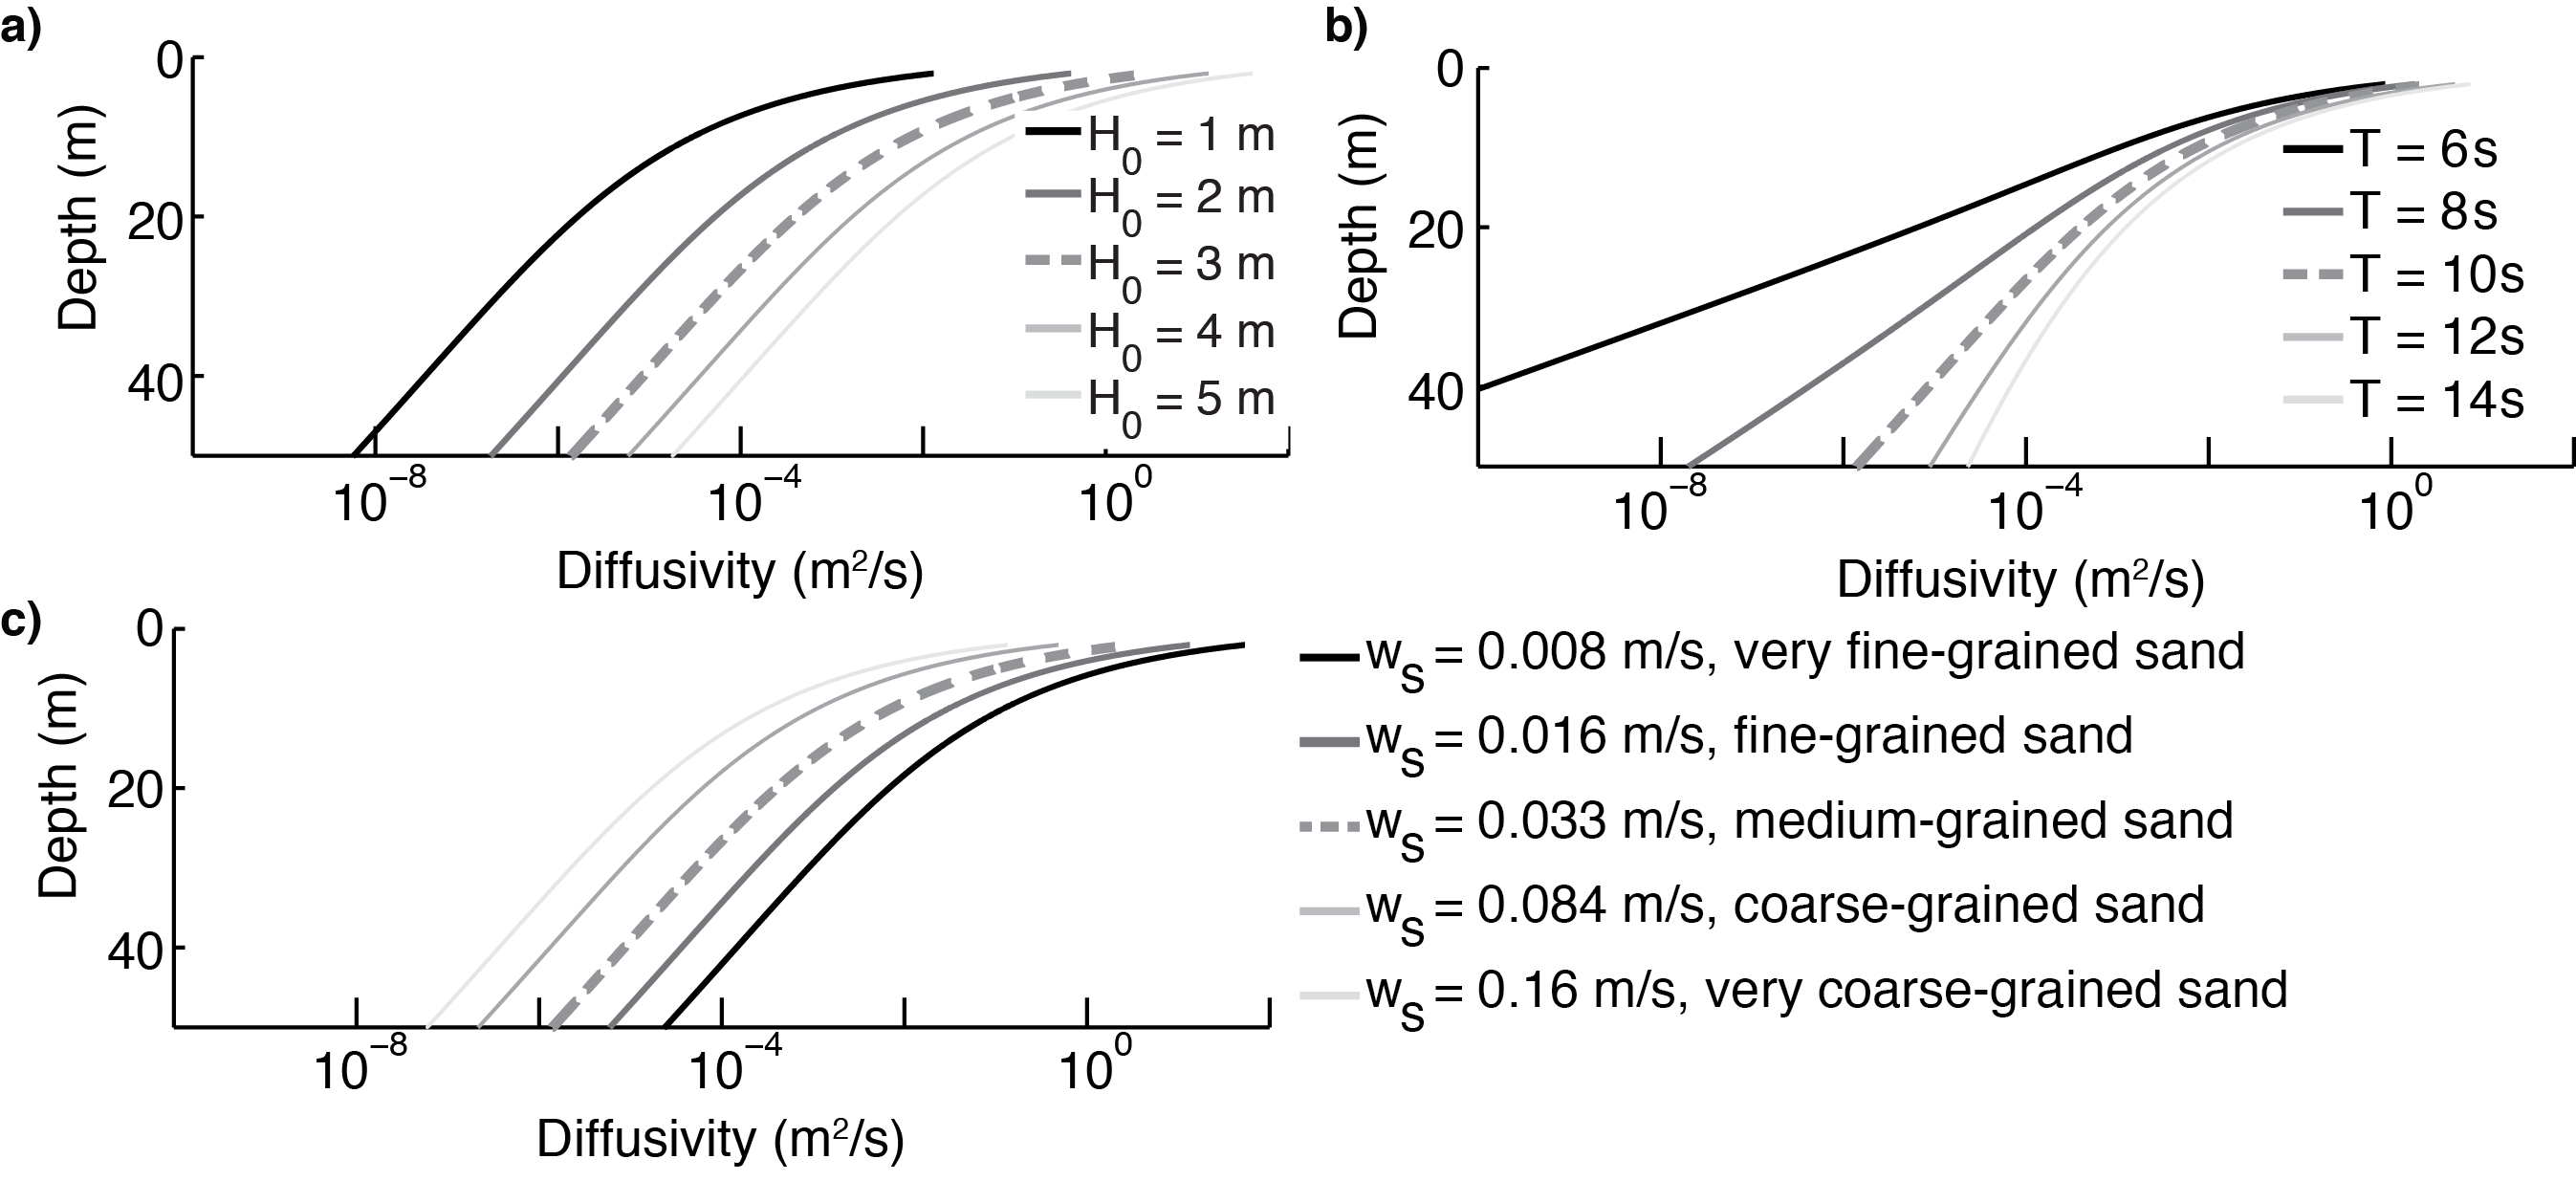 a)
0
20
40
Depth (m)
H0 = 1 m
H0 = 2 m
H0 = 3 m
H0 = 4 m
H0 = 5 m
10−8
10−4
100
Diffusivity (m2/s)
b)
0
20
40
Depth (m)
T = 6s
T = 8s
T = 10s
T = 12s
T = 14s
10−8
10−4
100
Diffusivity (m2/s)
c)
0
20
40
Depth (m)
10−8
10−4
100
Diffusivity (m2/s)
ws = 0.008 m/s, very fine-grained sand
ws = 0.016 m/s, fine-grained sand
ws = 0.033 m/s, medium-grained sand
ws = 0.084 m/s, coarse-grained sand
ws = 0.16 m/s, very coarse-grained sand